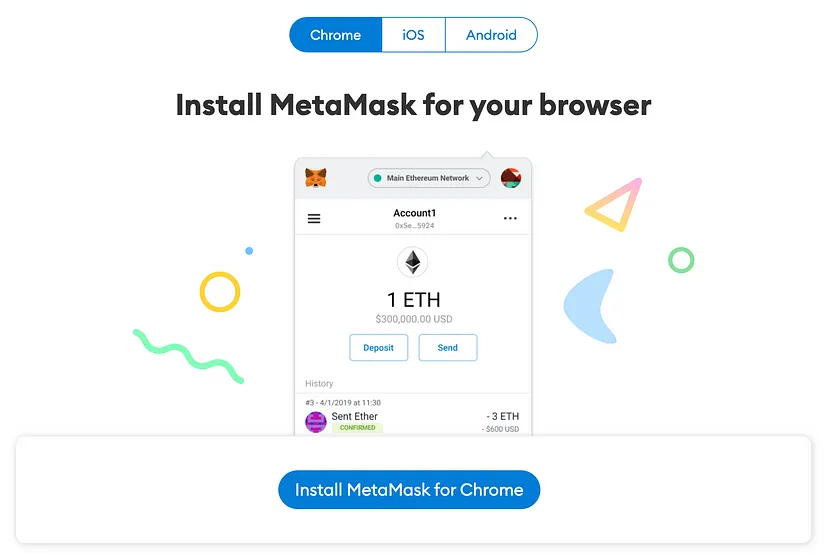 Chrome iOS Android
Install MetaMask for your browser
Main Ethereum Network
Account1
0x5e...5924
1 ETH
$300,000.00 USD
Deposit Send
History
#3 - 4/1/2019 at 11:30
Sent Ether - 3 ETH
CONFIRMED - $600 USD
Install MetaMask for Chrome